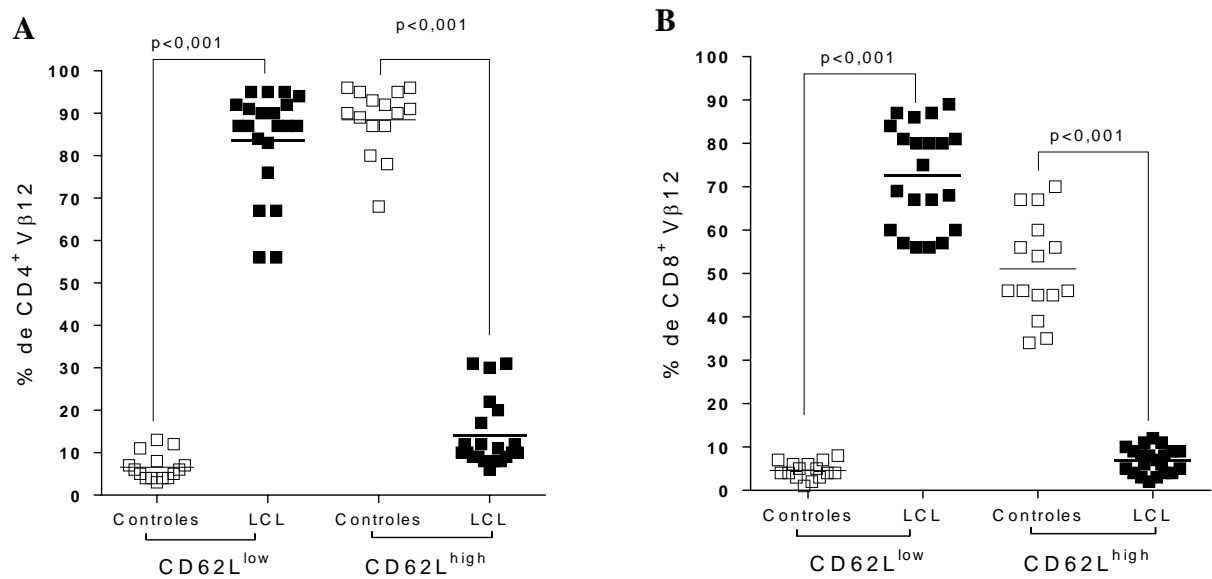 A
p<0,001
p<0,001
% de CD4⁺ Vβ12
100
90
80
70
60
50
40
30
20
10
0
Controles LCL Controles LCL
CD62Lˡᵒʷ CD62Lʰⁱᵍʰ
B
p<0,001
p<0,001
% de CD8⁺ Vβ12
100
90
80
70
60
50
40
30
20
10
0
Controles LCL Controles LCL
CD62Lˡᵒʷ CD62Lʰⁱᵍʰ